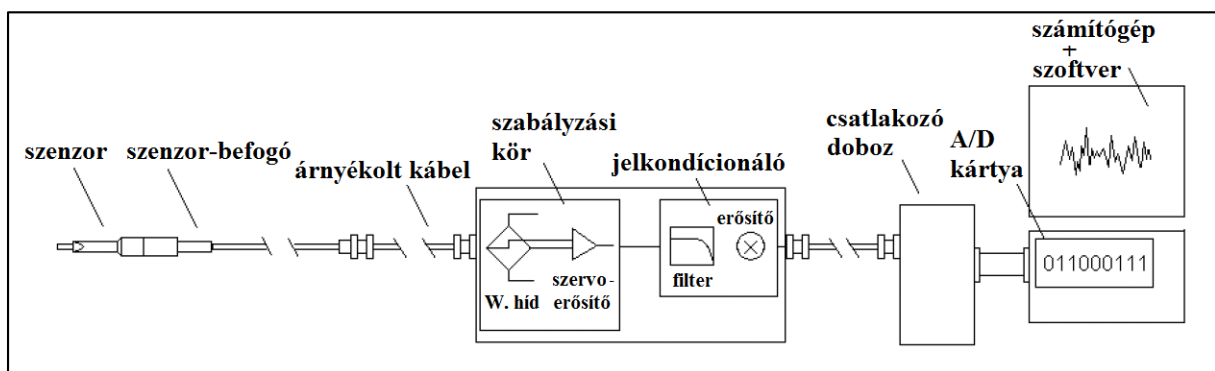 szenzor
szenzor-befogó
árnyékolt kábel
szabályzási
kör
W. híd
szervo-
erősítő
jelkondícionáló
filter
erősítő
csatlakozó
doboz
A/D
kártya
számítógép
+
szoftver
011000111